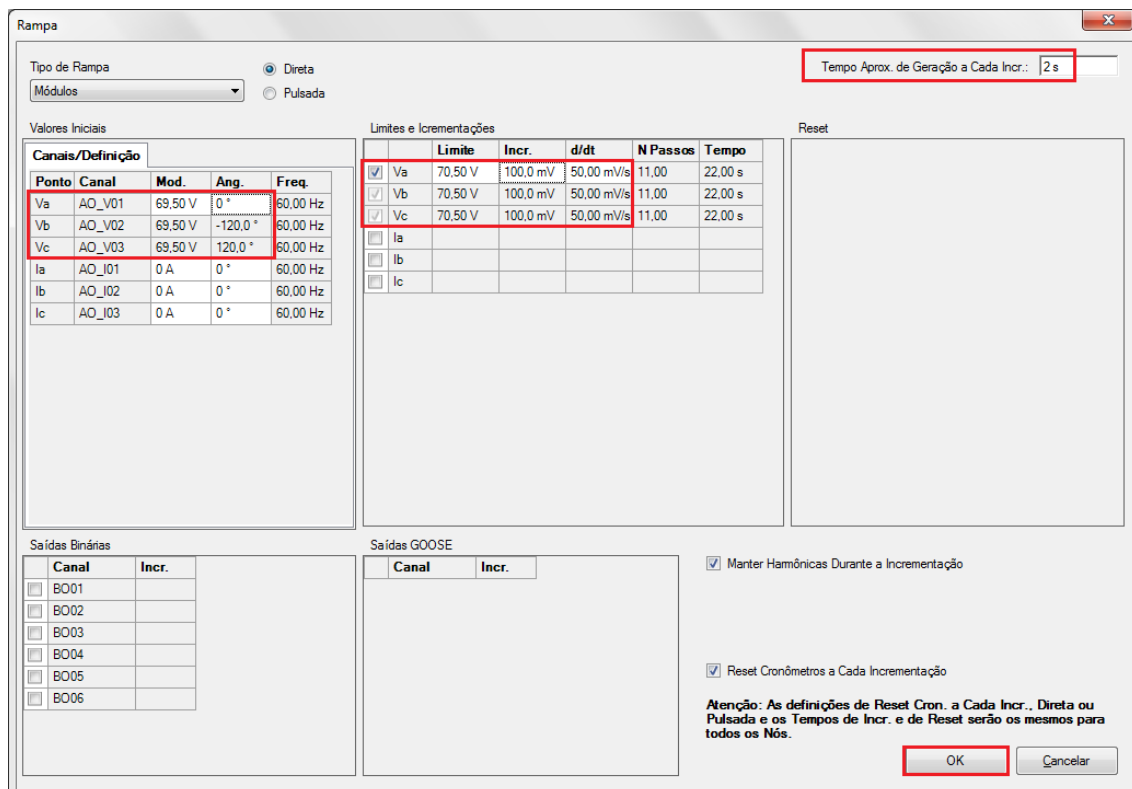 Rampa
Tipo de Rampa
Módulos
Direta
Pulsada
Tempo Aprox. de Geração a Cada Incr.: 2 s
Valores Iniciais
Canais/Definição
Ponto Canal Mod. Ang. Freq.
Va AO_V01 69,50 V 0 ° 60,00 Hz
Vb AO_V02 69,50 V -120,0 ° 60,00 Hz
Vc AO_V03 69,50 V 120,0 ° 60,00 Hz
Ia AO_I01 0 A 0 ° 60,00 Hz
Ib AO_I02 0 A 0 ° 60,00 Hz
Ic AO_I03 0 A 0 ° 60,00 Hz
Limites e Icrementações
Limite Incr. d/dt N Passos Tempo
Va 70,50 V 100,0 mV 50,00 mV/s 11,00 22,00 s
Vb 70,50 V 100,0 mV 50,00 mV/s 11,00 22,00 s
Vc 70,50 V 100,0 mV 50,00 mV/s 11,00 22,00 s
Ia
Ib
Ic
Reset
Saídas Binárias
Canal Incr.
BO01
BO02
BO03
BO04
BO05
BO06
Saídas GOOSE
Canal Incr.
Manter Harmônicas Durante a Incrementação
Reset Cronômetros a Cada Incrementação
Atenção: As definições de Reset Cron. a Cada Incr., Direta ou
Pulsada e os Tempos de Incr. e de Reset serão os mesmos para
todos os Nós.
OK
Cancelar